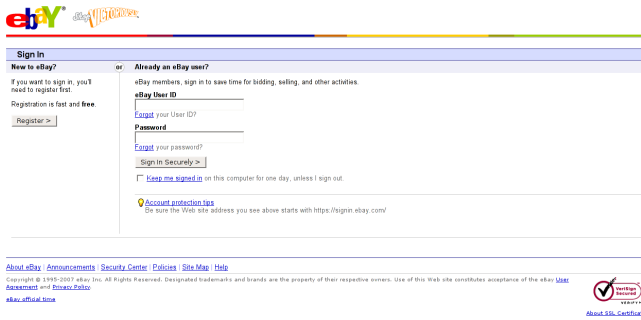 ebY
Sign In
New to eBay?
or
Already an eBay user?
If you want to sign in, you'll
need to register first.
Registration is fast and free.
Register >
eBay members, sign in to save time for bidding, selling, and other activities.
eBay User ID
Forgot your User ID?
Password
Forgot your password?
Sign In Securely >
Keep me signed in on this computer for one day, unless I sign out.
Account protection tips
Be sure the Web site address you see above starts with https://signin.ebay.com/
About eBay | Announcements | Security Center | Policies | Site Map | Help
Copyright © 1995-2007 eBay Inc. All Rights Reserved. Designated trademarks and brands are the property of their respective owners. Use of this Web site constitutes acceptance of the eBay User
Agreement and Privacy Policy.
eBay official time
VeriSign
Secured
VERIFY
About SSL Certifica